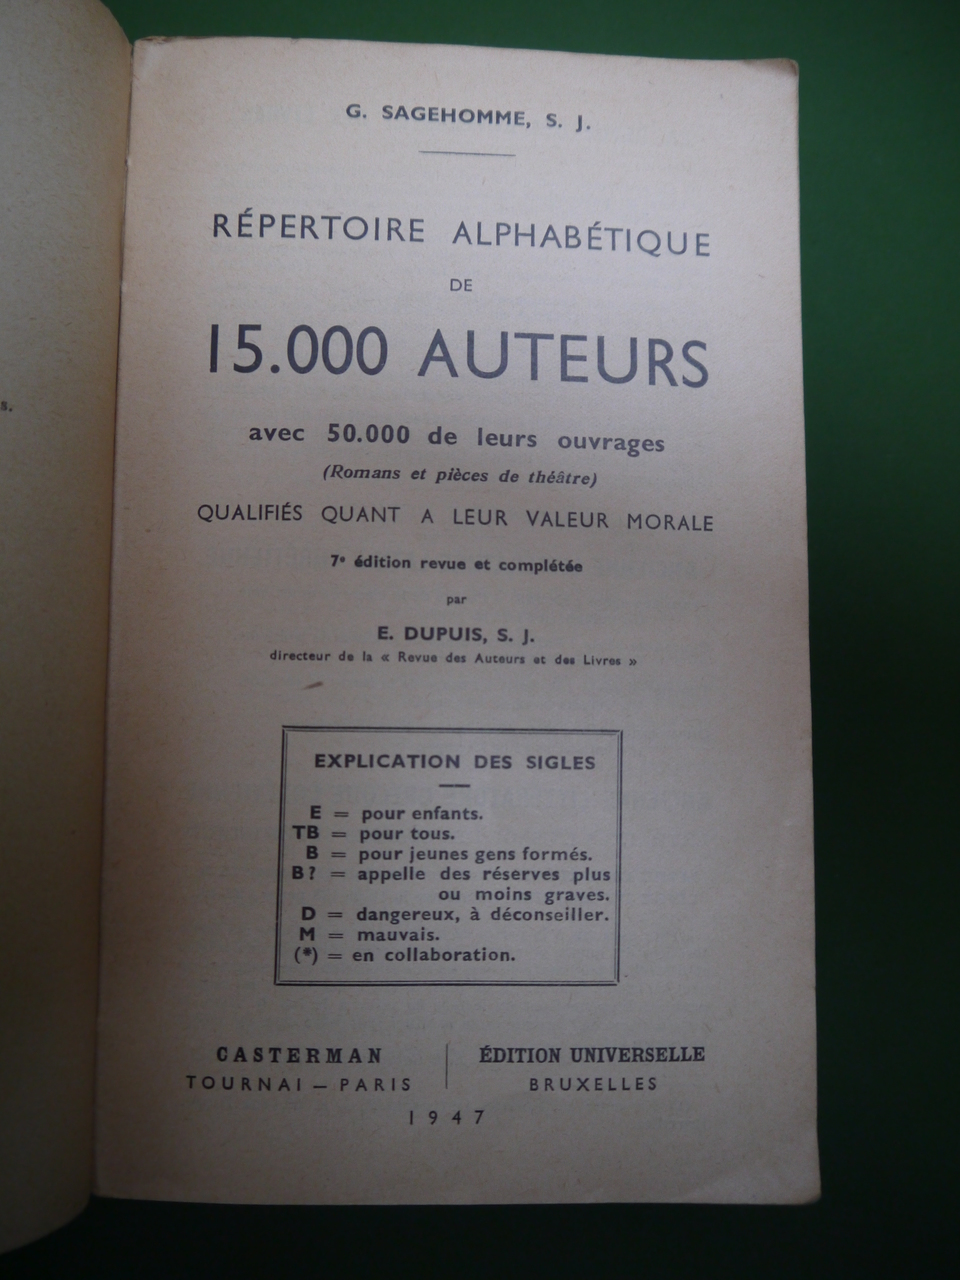 s.
G. SAGEHOMME, S. J.
RÉPERTOIRE ALPHABÉTIQUE
DE
15.000 AUTEURS
avec 50.000 de leurs ouvrages
(Romans et pièces de théâtre)
QUALIFIÉS QUANT A LEUR VALEUR MORALE
7e édition revue et complétée
par
E. DUPUIS, S. J.
directeur de la « Revue des Auteurs et des Livres »
EXPLICATION DES SIGLES
E = pour enfants.
TB = pour tous.
B = pour jeunes gens formés.
B? = appelle des réserves plus
ou moins graves.
D = dangereux, à déconseiller.
M = mauvais.
(*) = en collaboration.
CASTERMAN
TOURNAI — PARIS
ÉDITION UNIVERSELLE
BRUXELLES
1947